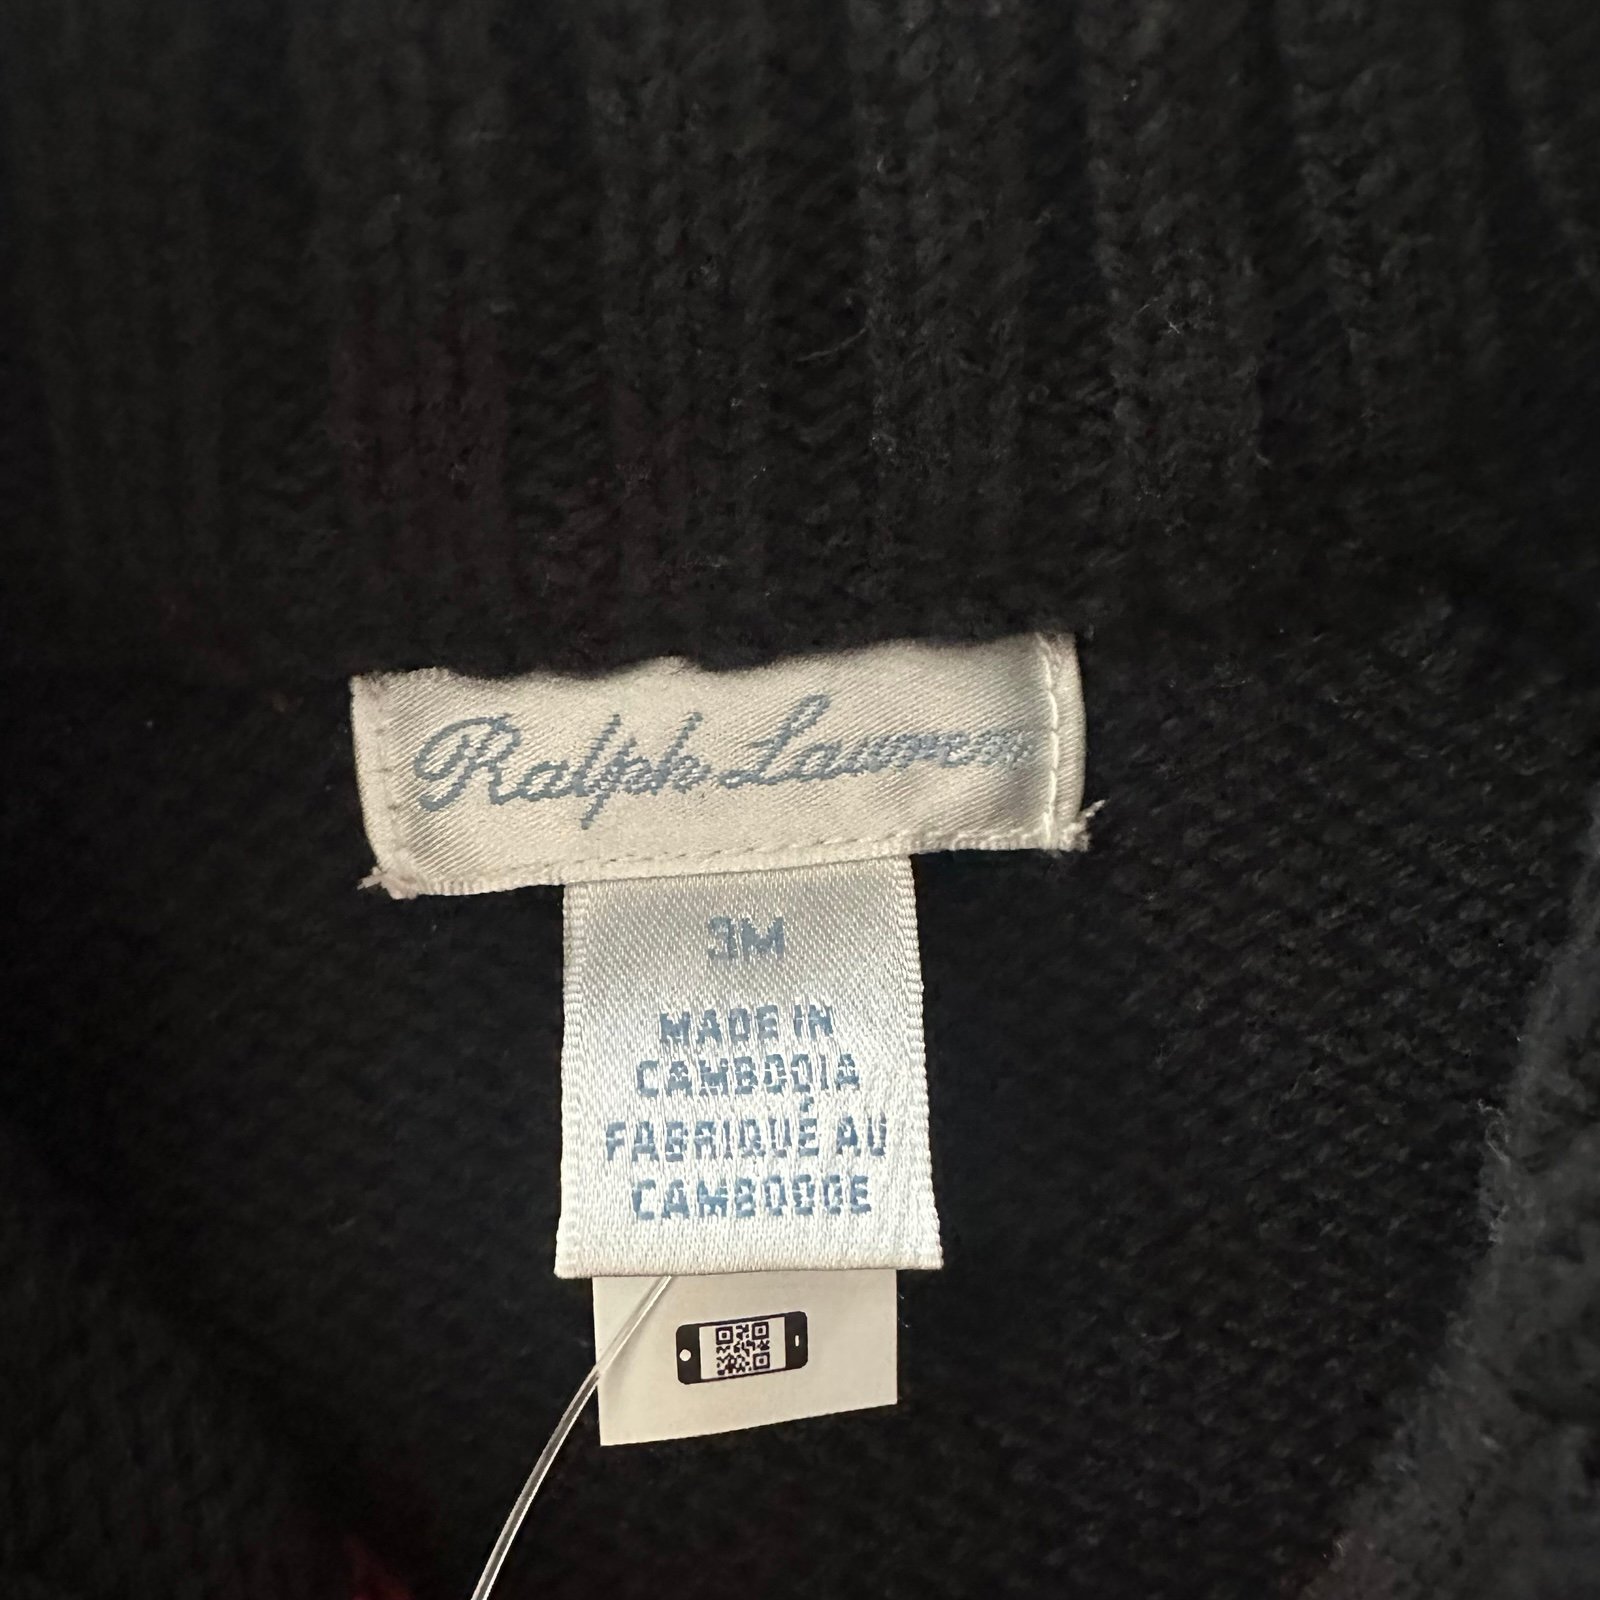 Ralph Lauren
3M
MADE IN
CAMBODIA
FABRIQUÉ AU
CAMBODGE